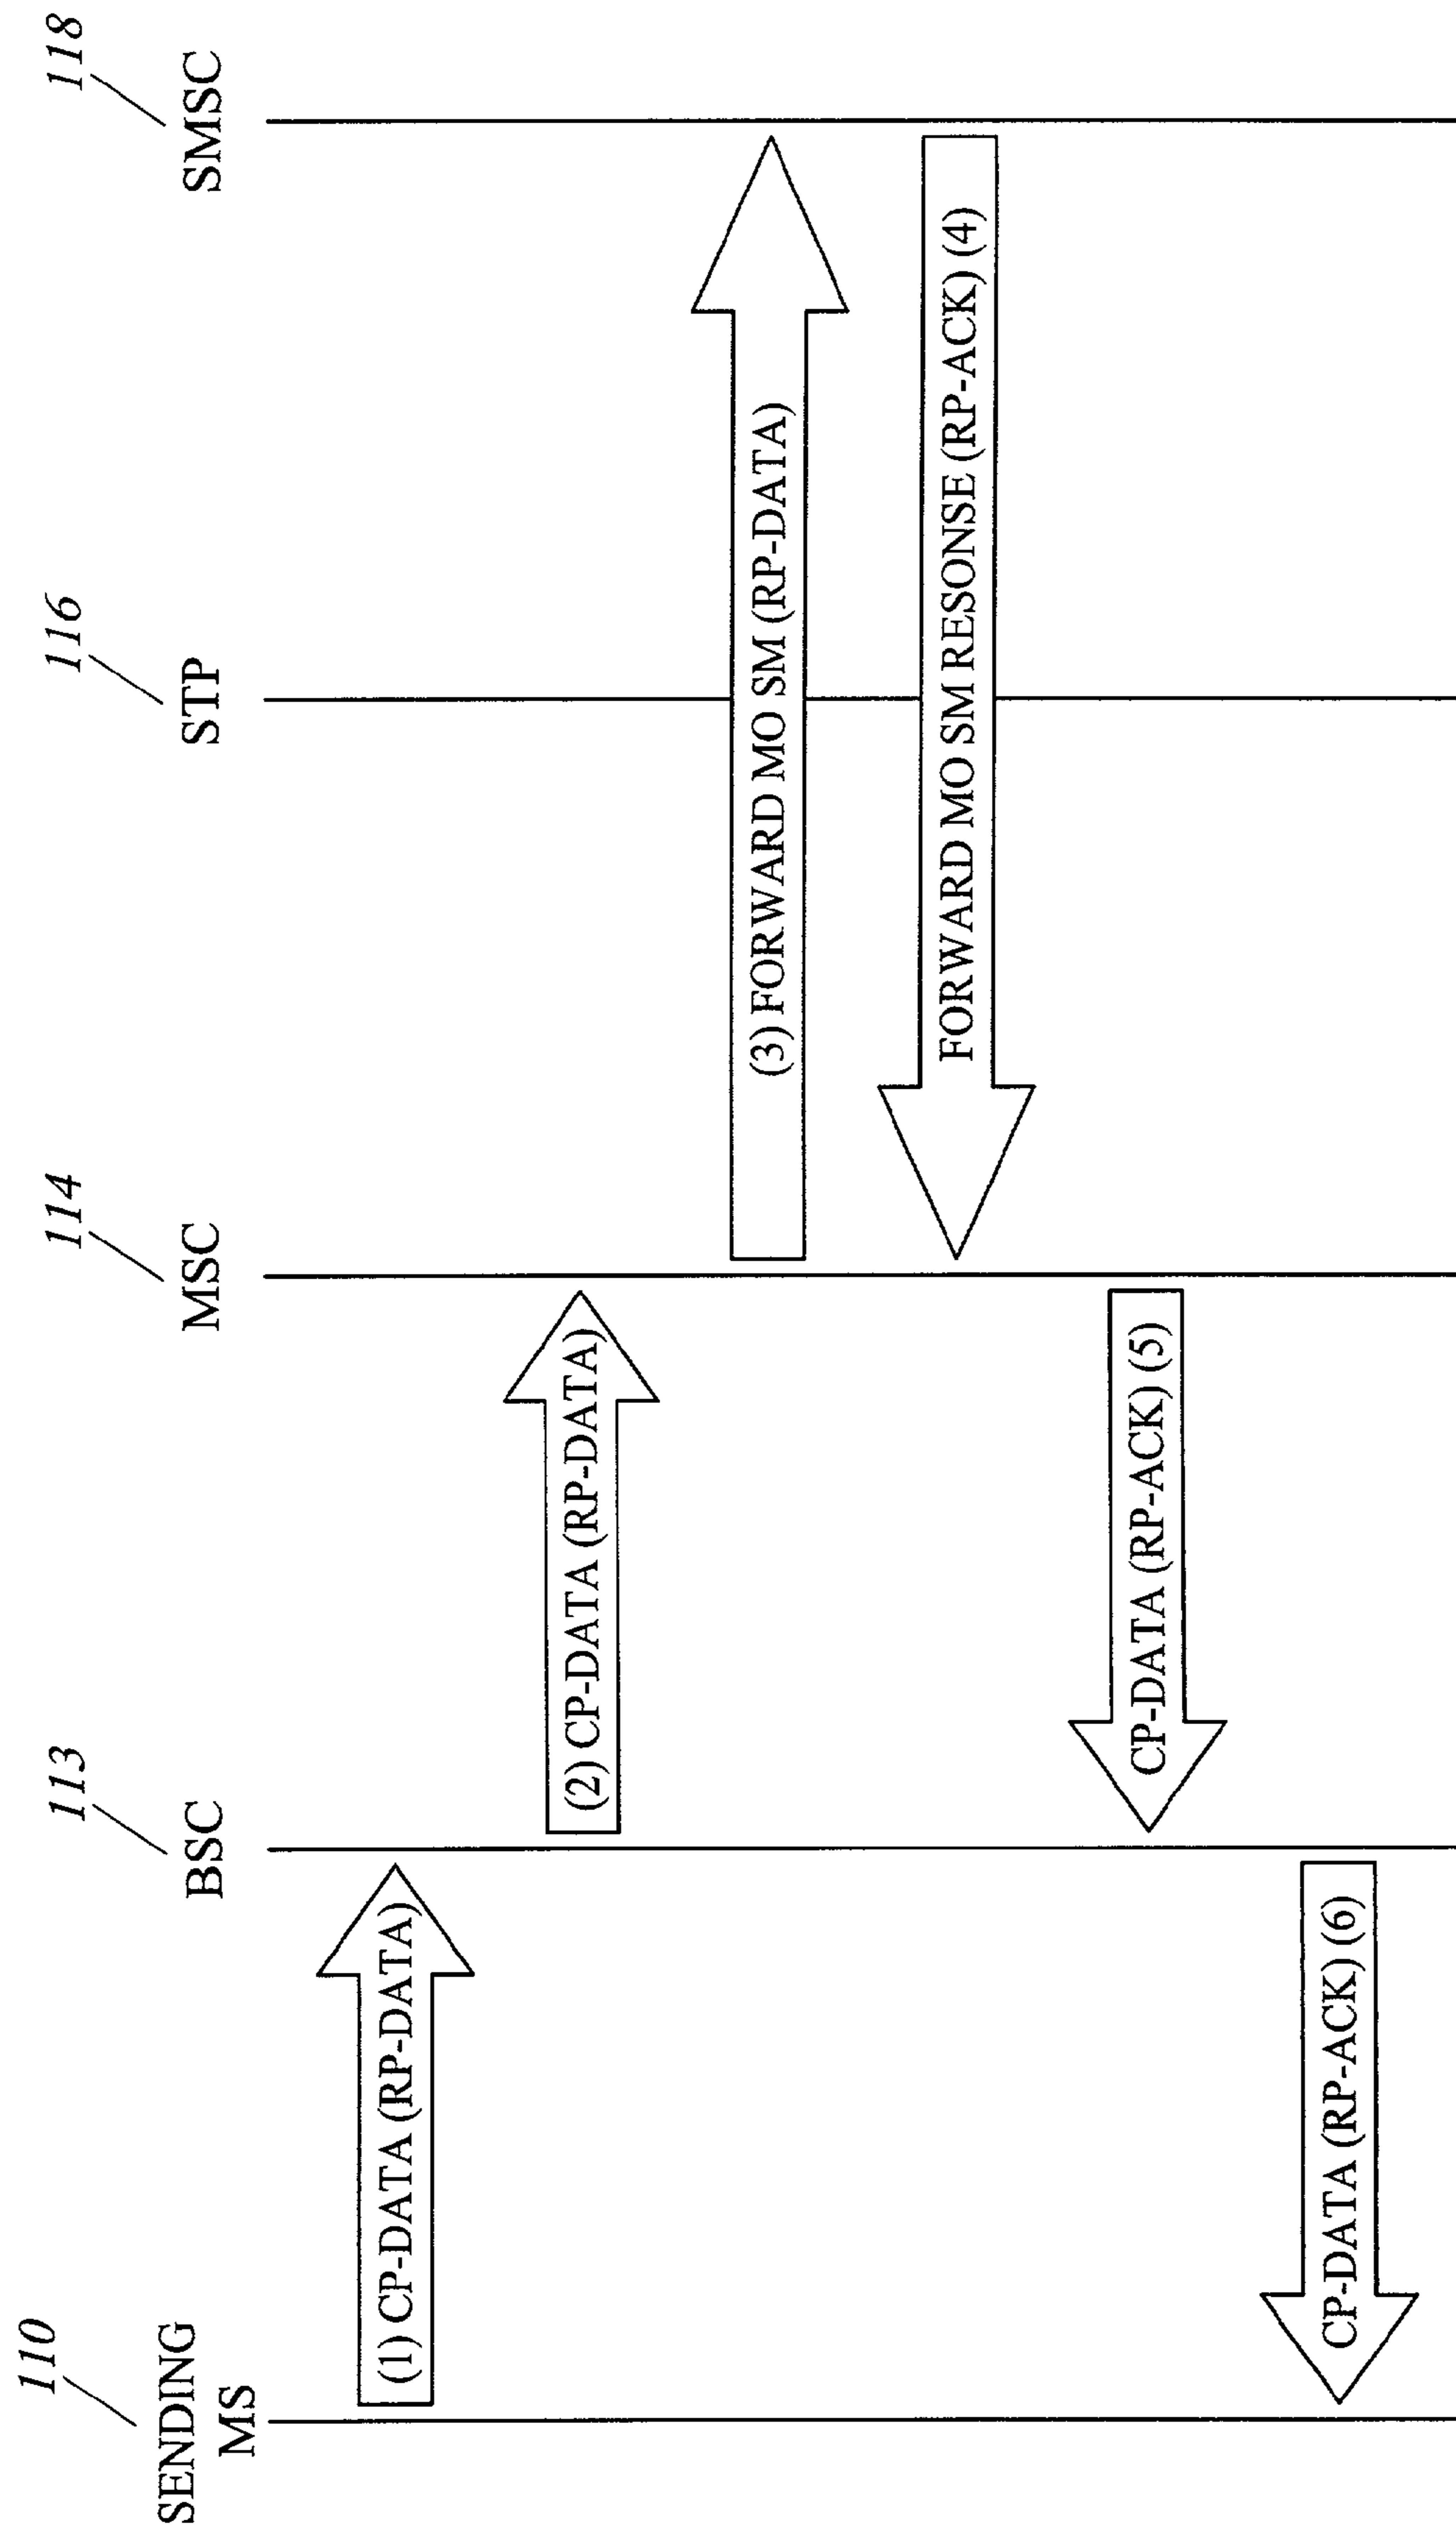 110
SENDING
MS
113
BSC
114
MSC
116
STP
118
SMSC
(1) CP-DATA (RP-DATA)
(2) CP-DATA (RP-DATA)
(3) FORWARD MO SM (RP-DATA)
FORWARD MO SM RESONSE (RP-ACK) (4)
CP-DATA (RP-ACK) (5)
CP-DATA (RP-ACK) (6)